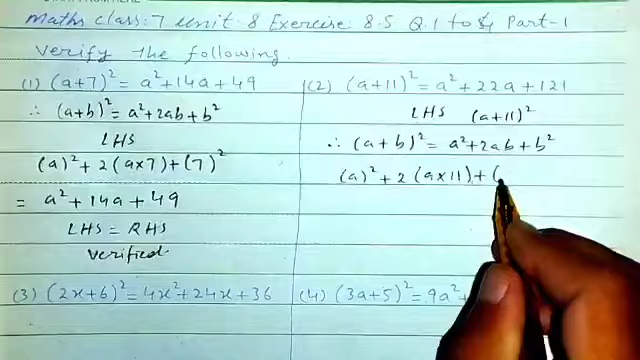 Maths class:7 unit:8 Exercise: 8.5 Q.1 to 4 Part-1
Verify the following
(1) (a+7)² = a²+14a+49
∴ (a+b)² = a²+2ab+b²
LHS
(a)²+2(a×7)+(7)²
= a²+14a+49
LHS = RHS
Verified
(2) (a+11)² = a²+22a+121
LHS (a+11)²
∴ (a+b)² = a²+2ab+b²
(a)²+2(a×11)+(
(3) (2x+6)² = 4x²+24x+36
(4) (3a+5)² = 9a²+